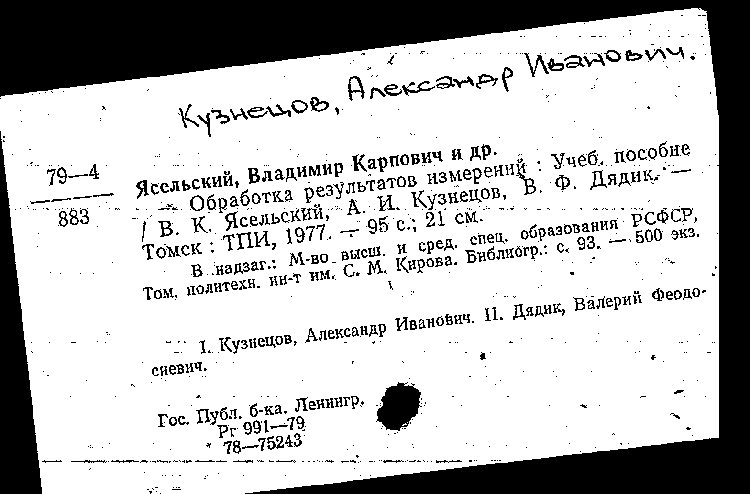 Кузнецов, Александр Иванович.
79—4
883
Ясельский, Владимир Карпович и др.
— Обработка результатов измерений : Учеб. пособие
/ В. К. Ясельский, А. И. Кузнецов, В. Ф. Дядик. —
Томск : ТПИ, 1977. — 95 с.; 21 см.
В надзаг.: М-во высш. и сред. спец. образования РСФСР,
Том. политехн. ин-т им. С. М. Кирова. Библиогр.: с. 93. — 500 экз.
I. Кузнецов, Александр Иванович. II. Дядик, Валерий Феодо-
сиевич.
Гос. Публ. б-ка. Ленингр.
Рг 991—79
78—75243